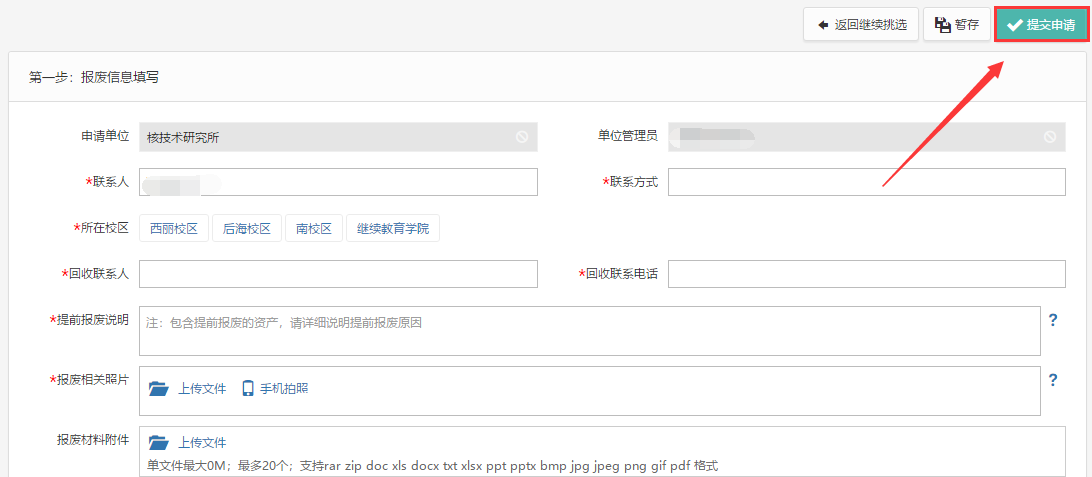 返回继续挑选 暂存 提交申请
第一步：报废信息填写
申请单位 核技术研究所 单位管理员
*联系人 *联系方式
*所在校区 西丽校区 后海校区 南校区 继续教育学院
*回收联系人 *回收联系电话
*提前报废说明 注：包含提前报废的资产，请详细说明提前报废原因 ?
*报废相关照片 上传文件 手机拍照 ?
报废材料附件 上传文件
单文件最大0M；最多20个；支持rar zip doc xls docx txt xlsx ppt pptx bmp jpg jpeg png gif pdf 格式